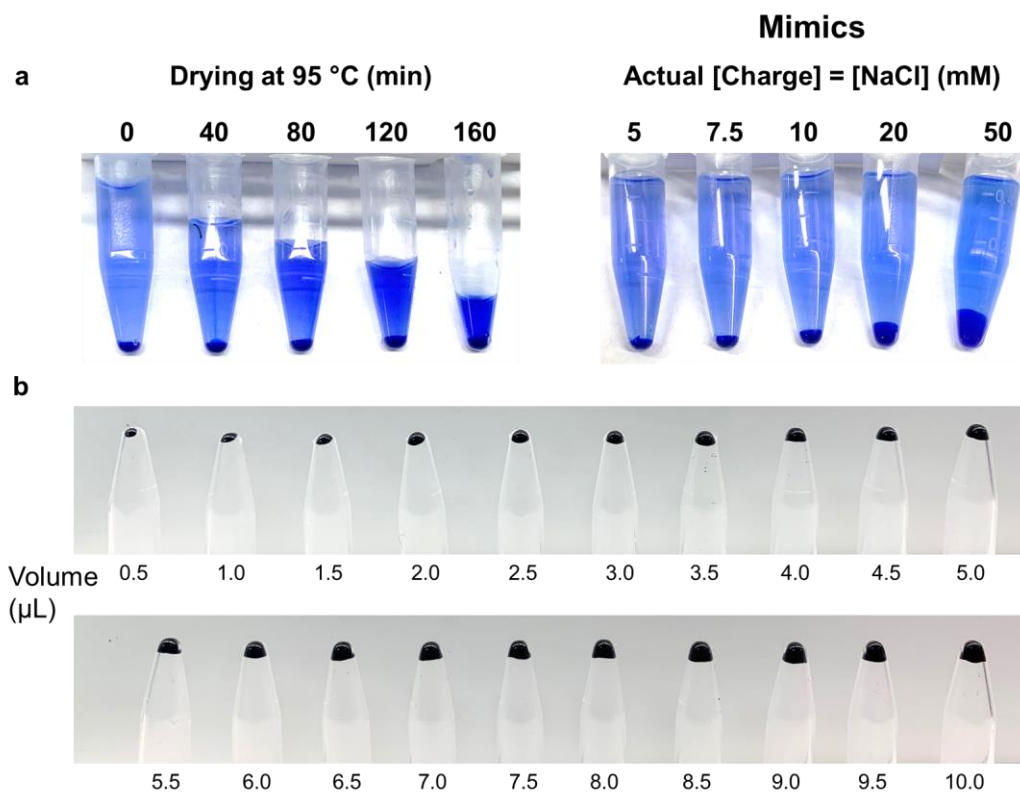 Mimics
a
Drying at 95 °C (min)
Actual [Charge] = [NaCl] (mM)
0 40 80 120 160
5 7.5 10 20 50
b
0.5 1.0 1.5 2.0 2.5 3.0 3.5 4.0 4.5 5.0
Volume
(µL)
5.5 6.0 6.5 7.0 7.5 8.0 8.5 9.0 9.5 10.0